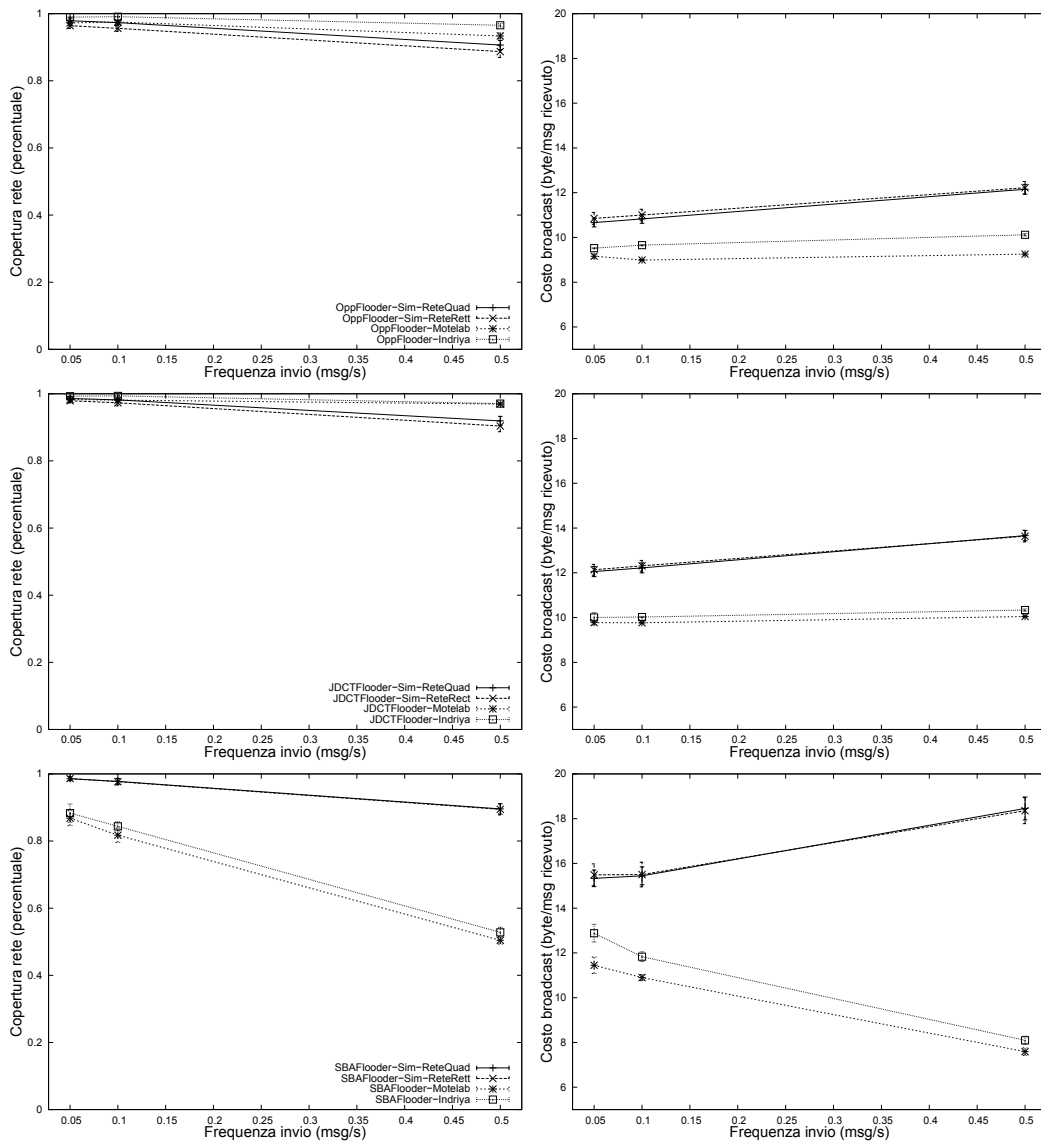 Copertura rete (percentuale)
1
0.8
0.6
0.4
0.2
0
0.05 0.1 0.15 0.2 0.25 0.3 0.35 0.4 0.45 0.5
Frequenza invio (msg/s)
OppFlooder-Sim-ReteQuad
OppFlooder-Sim-ReteRett
OppFlooder-Motelab
OppFlooder-Indriya
Costo broadcast (byte/msg ricevuto)
20
18
16
14
12
10
8
6
0.05 0.1 0.15 0.2 0.25 0.3 0.35 0.4 0.45 0.5
Frequenza invio (msg/s)
Copertura rete (percentuale)
1
0.8
0.6
0.4
0.2
0
0.05 0.1 0.15 0.2 0.25 0.3 0.35 0.4 0.45 0.5
Frequenza invio (msg/s)
JDCTFlooder-Sim-ReteQuad
JDCTFlooder-Sim-ReteRect
JDCTFlooder-Motelab
JDCTFlooder-Indriya
Costo broadcast (byte/msg ricevuto)
20
18
16
14
12
10
8
6
0.05 0.1 0.15 0.2 0.25 0.3 0.35 0.4 0.45 0.5
Frequenza invio (msg/s)
Copertura rete (percentuale)
1
0.8
0.6
0.4
0.2
0
0.05 0.1 0.15 0.2 0.25 0.3 0.35 0.4 0.45 0.5
Frequenza invio (msg/s)
SBAFlooder-Sim-ReteQuad
SBAFlooder-Sim-ReteRett
SBAFlooder-Motelab
SBAFlooder-Indriya
Costo broadcast (byte/msg ricevuto)
20
18
16
14
12
10
8
6
0.05 0.1 0.15 0.2 0.25 0.3 0.35 0.4 0.45 0.5
Frequenza invio (msg/s)